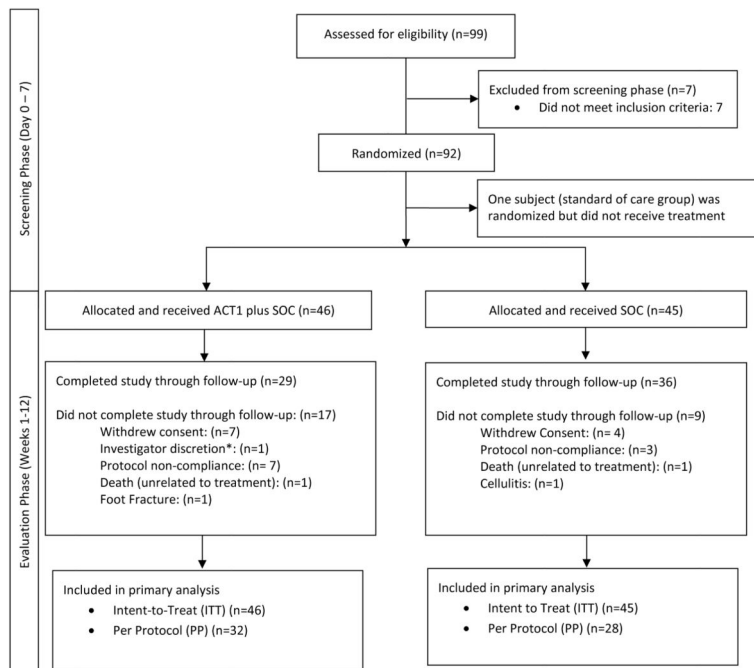 Screening Phase (Day 0 – 7)
Assessed for eligibility (n=99)
Excluded from screening phase (n=7)
• Did not meet inclusion criteria: 7
Randomized (n=92)
One subject (standard of care group) was
randomized but did not receive treatment
Evaluation Phase (Weeks 1-12)
Allocated and received ACT1 plus SOC (n=46)
Completed study through follow-up (n=29)
Did not complete study through follow-up: (n=17)
Withdrew consent: (n=7)
Investigator discretion*: (n=1)
Protocol non-compliance: (n= 7)
Death (unrelated to treatment): (n=1)
Foot Fracture: (n=1)
Included in primary analysis
• Intent-to-Treat (ITT) (n=46)
• Per Protocol (PP) (n=32)
Allocated and received SOC (n=45)
Completed study through follow-up (n=36)
Did not complete study through follow-up (n=9)
Withdrew Consent: (n= 4)
Protocol non-compliance: (n=3)
Death (unrelated to treatment): (n=1)
Cellulitis: (n=1)
Included in primary analysis
• Intent to Treat (ITT) (n=45)
• Per Protocol (PP) (n=28)